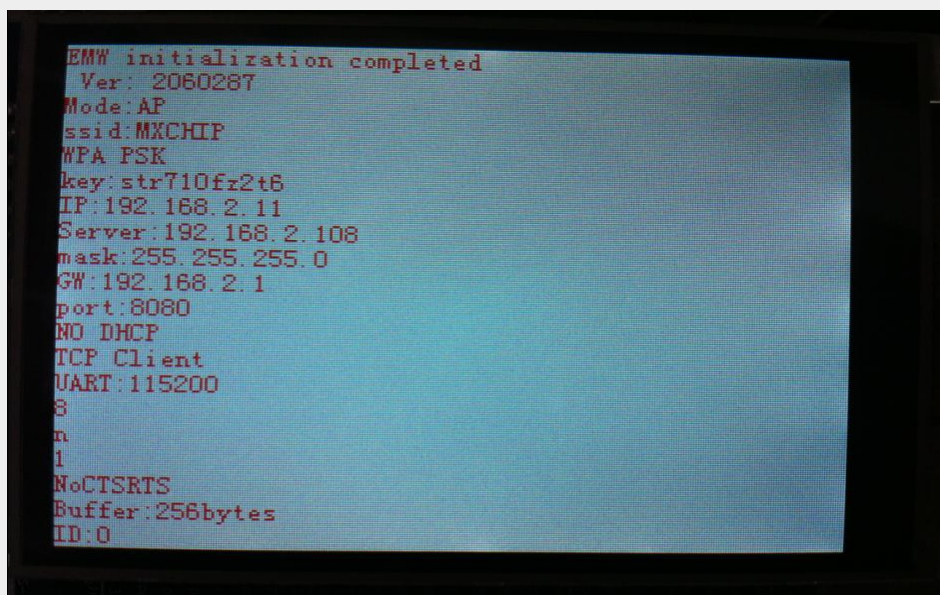 EMW initialization completed
Ver: 2060287
Mode:AP
ssid:MXCHIP
WPA PSK
key:str710fz2t6
IP:192.168.2.11
Server:192.168.2.108
mask:255.255.255.0
GW:192.168.2.1
port:8080
NO DHCP
TCP Client
UART:115200
8
n
1
NoCTSRTS
Buffer:256bytes
ID:0